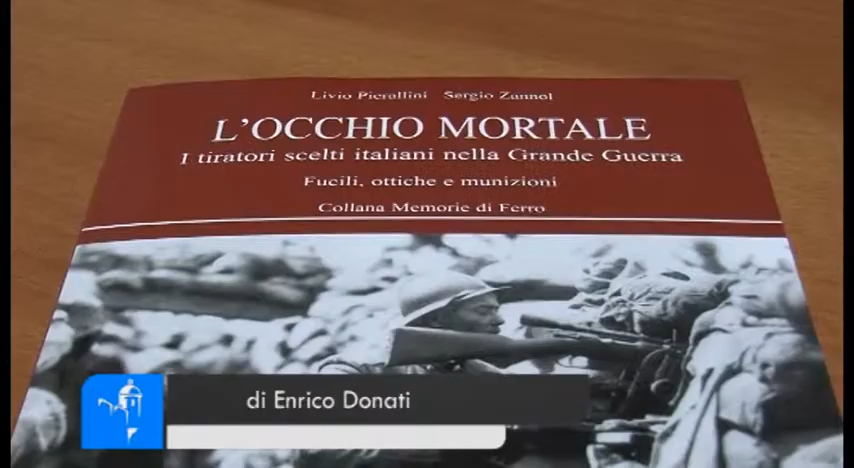 Livio Pierallini Sergio Zannol
L'OCCHIO MORTALE
I tiratori scelti italiani nella Grande Guerra
Fucili, ottiche e munizioni
Collana Memorie di Ferro
di Enrico Donati